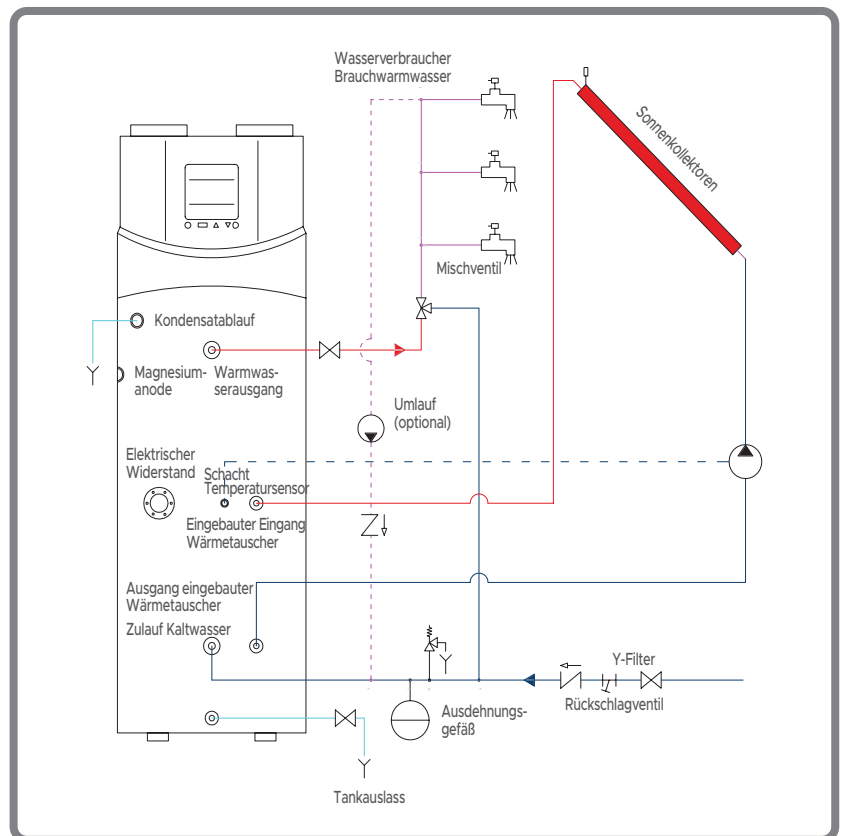 Wasserverbraucher
Brauchwarmwasser
Sonnenkollektoren
Mischventil
Kondensatablauf
Magnesium-
anode
Warmwas-
serausgang
Umlauf
(optional)
Elektrischer
Widerstand
Schacht
Temperatursensor
Eingebauter Eingang
Wärmetauscher
Ausgang eingebauter
Wärmetauscher
Zulauf Kaltwasser
Y-Filter
Rückschlagventil
Ausdehnungs-
gefäß
Tankauslass